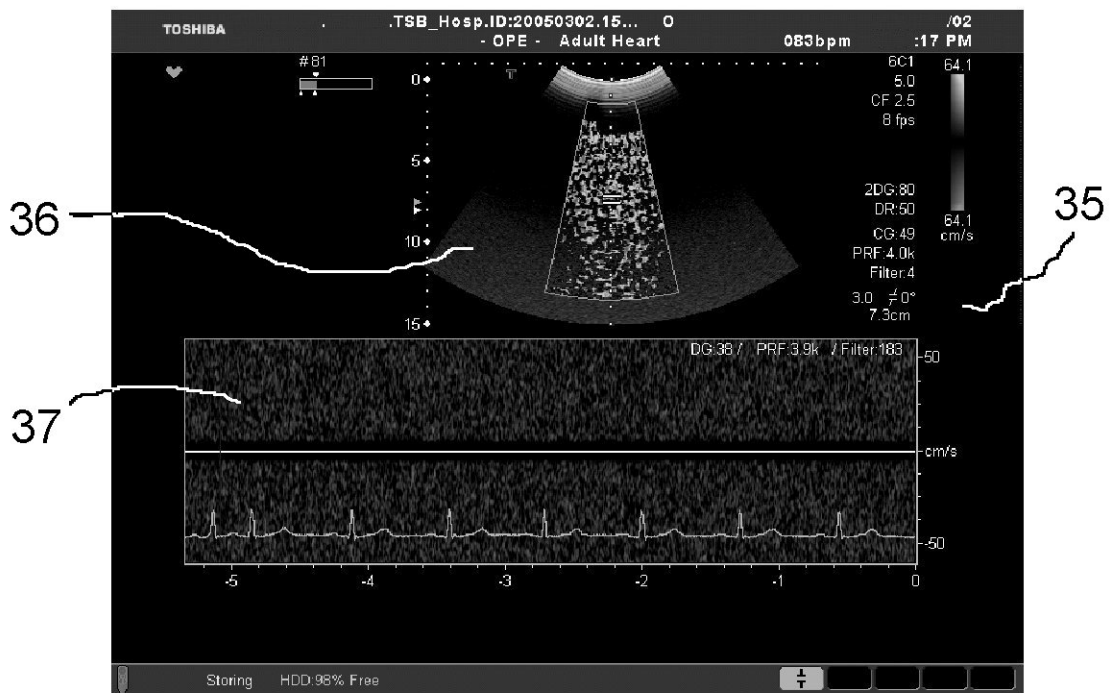 TOSHIBA
. .TSB_Hosp.ID:20050302.15... O /02
- OPE - Adult Heart 083bpm :17 PM
#81
T
0
5
10
15
6C1
5.0
CF 2.5
8 fps
2DG:80
DR:50
CG:49
PRF:4.0k
Filter:4
3.0 ≠0°
7.3cm
64.1
64.1
cm/s
36
35
37
DG:38 / PRF:3.9k / Filter:183
50
cm/s
-50
-5 -4 -3 -2 -1 0
Storing HDD:98% Free